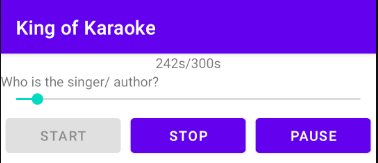 King of Karaoke
242s/300s
Who is the singer/ author?
START STOP PAUSE